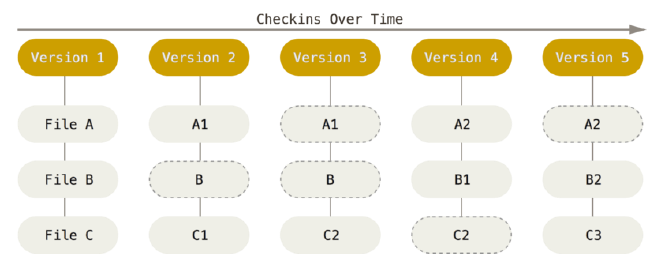 Checkins Over Time
Version 1 Version 2 Version 3 Version 4 Version 5
File A A1 A1 A2 A2
File B B B B1 B2
File C C1 C2 C2 C3